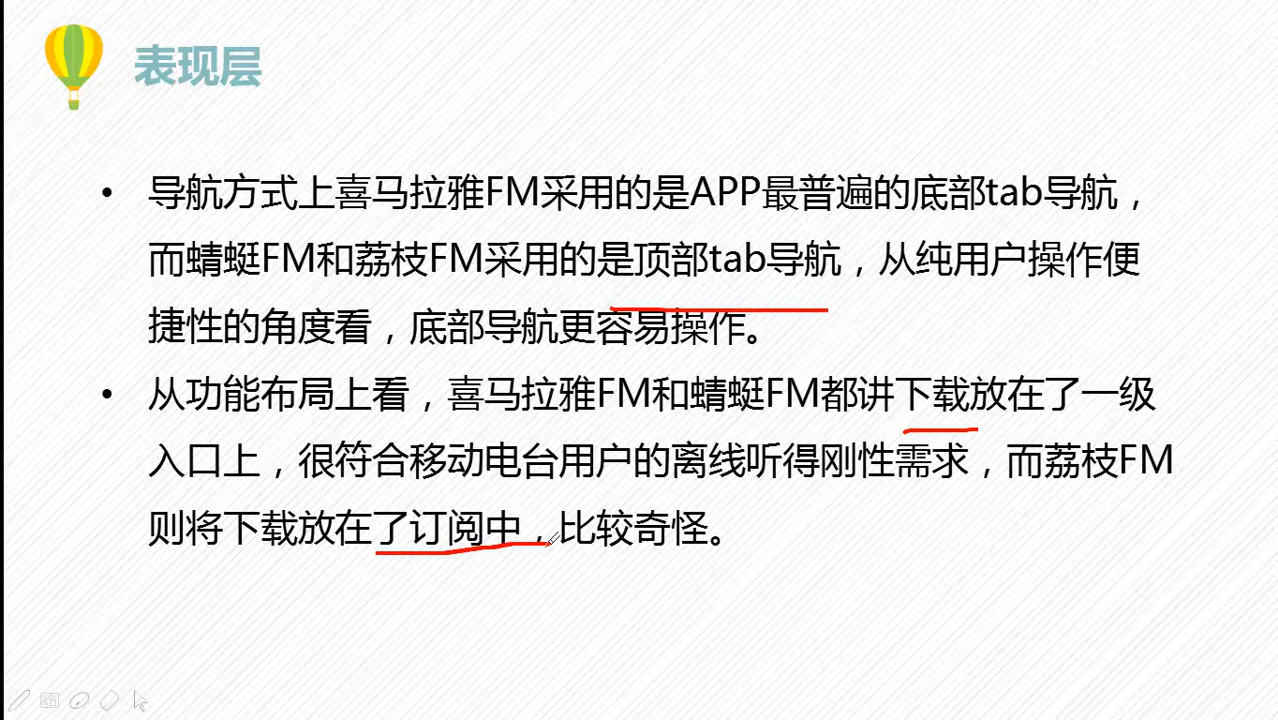 表现层
• 导航方式上喜马拉雅FM采用的是APP最普遍的底部tab导航，
而蜻蜓FM和荔枝FM采用的是顶部tab导航，从纯用户操作便
捷性的角度看，底部导航更容易操作。
• 从功能布局上看，喜马拉雅FM和蜻蜓FM都讲下载放在了一级
入口上，很符合移动电台用户的离线听得刚性需求，而荔枝FM
则将下载放在了订阅中，比较奇怪。